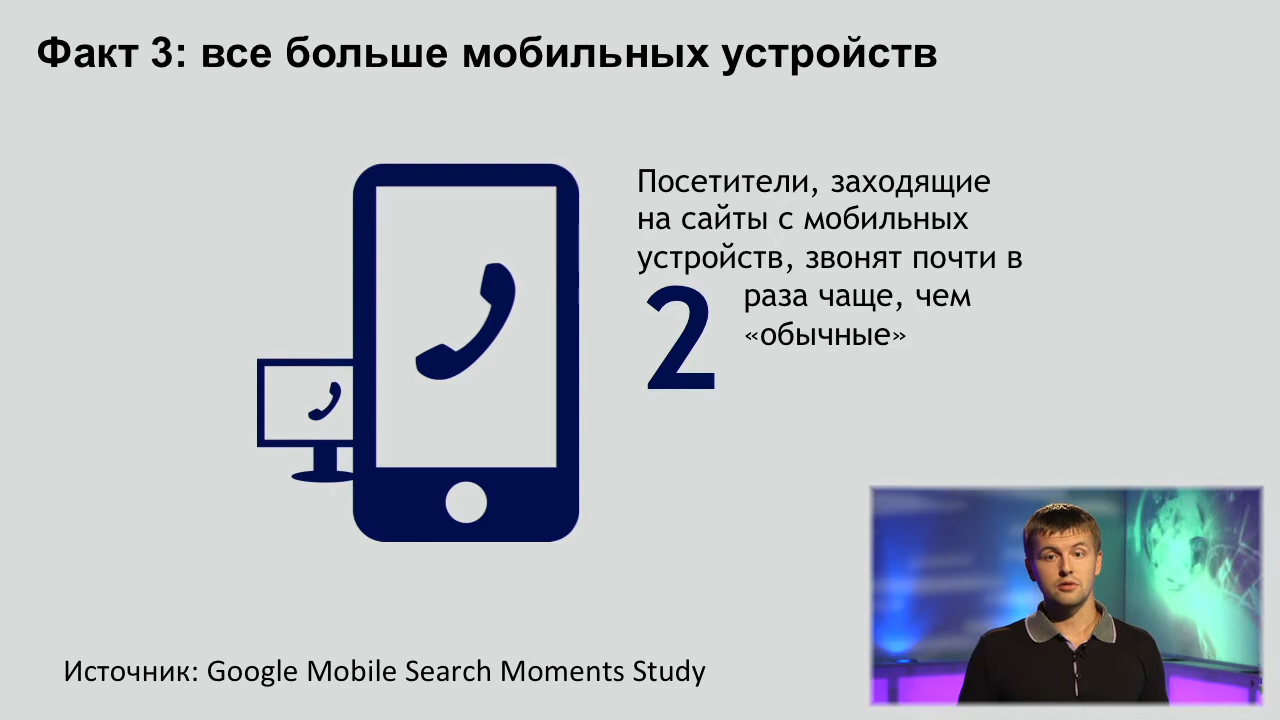 Факт 3: все больше мобильных устройств
Посетители, заходящие
на сайты с мобильных
устройств, звонят почти в
2 раза чаще, чем
«обычные»
Источник: Google Mobile Search Moments Study